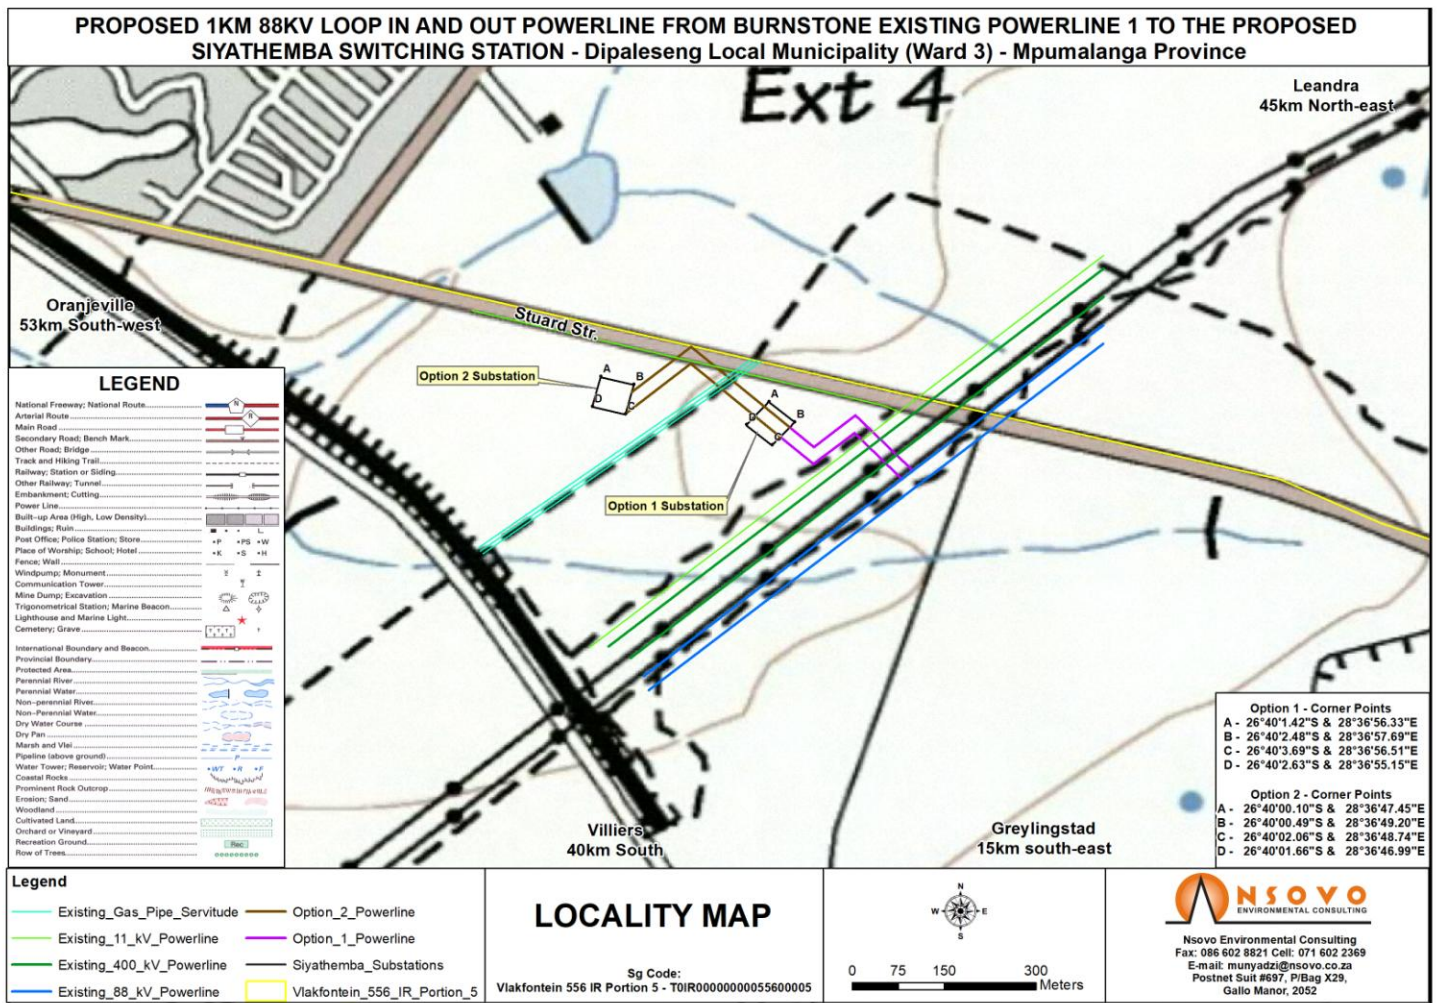 PROPOSED 1KM 88KV LOOP IN AND OUT POWERLINE FROM BURNSTONE EXISTING POWERLINE 1 TO THE PROPOSED
SIYATHEMBA SWITCHING STATION - Dipaleseng Local Municipality (Ward 3) - Mpumalanga Province
Ext 4
Leandra
45km North-east
Oranjeville
53km South-west
Stuard Str.
Option 2 Substation
A
B
D
C
A
B
D
C
Option 1 Substation
Villiers
40km South
Greylingstad
15km south-east
LEGEND
National Freeway; National Route
N
Arterial Route
R
Main Road
Secondary Road; Bench Mark
Other Road; Bridge
Track and Hiking Trail
Railway; Station or Siding
Other Railway; Tunnel
Embankment; Cutting
Power Line
Built-up Area (High, Low Density)
Buildings; Ruin
Post Office; Police Station; Store
•P •PS •W
Place of Worship; School; Hotel
•K •S •H
Fence; Wall
Windpump; Monument
Communication Tower
Mine Dump; Excavation
Trigonometrical Station; Marine Beacon
Lighthouse and Marine Light
Cemetery; Grave
International Boundary and Beacon
Provincial Boundary
Protected Area
Perennial River
Perennial Water
Non-perennial River
Non-Perennial Water
Dry Water Course
Dry Pan
Marsh and Vlei
Pipeline (above ground)
P
Water Tower; Reservoir; Water Point
•WT •R •F
Coastal Rocks
Prominent Rock Outcrop
Erosion; Sand
Woodland
Cultivated Land
Orchard or Vineyard
Recreation Ground
Rec
Row of Trees
Option 1 - Corner Points
A - 26°40'1.42"S & 28°36'56.33"E
B - 26°40'2.48"S & 28°36'57.69"E
C - 26°40'3.69"S & 28°36'56.51"E
D - 26°40'2.63"S & 28°36'55.15"E
Option 2 - Corner Points
A - 26°40'00.10"S & 28°36'47.45"E
B - 26°40'00.49"S & 28°36'49.20"E
C - 26°40'02.06"S & 28°36'48.74"E
D - 26°40'01.66"S & 28°36'46.99"E
Legend
Existing_Gas_Pipe_Servitude
Existing_11_kV_Powerline
Existing_400_kV_Powerline
Existing_88_kV_Powerline
Option_2_Powerline
Option_1_Powerline
Siyathemba_Substations
Vlakfontein_556_IR_Portion_5
LOCALITY MAP
Sg Code:
Vlakfontein 556 IR Portion 5 - T0IR00000000055600005
N
W E
S
0 75 150 300
Meters
NSOVO
ENVIRONMENTAL CONSULTING
Nsovo Environmental Consulting
Fax: 086 602 8821 Cell: 071 602 2369
E-mail: munyadzi@nsovo.co.za
Postnet Suit #697, P/Bag X29,
Gallo Manor, 2052